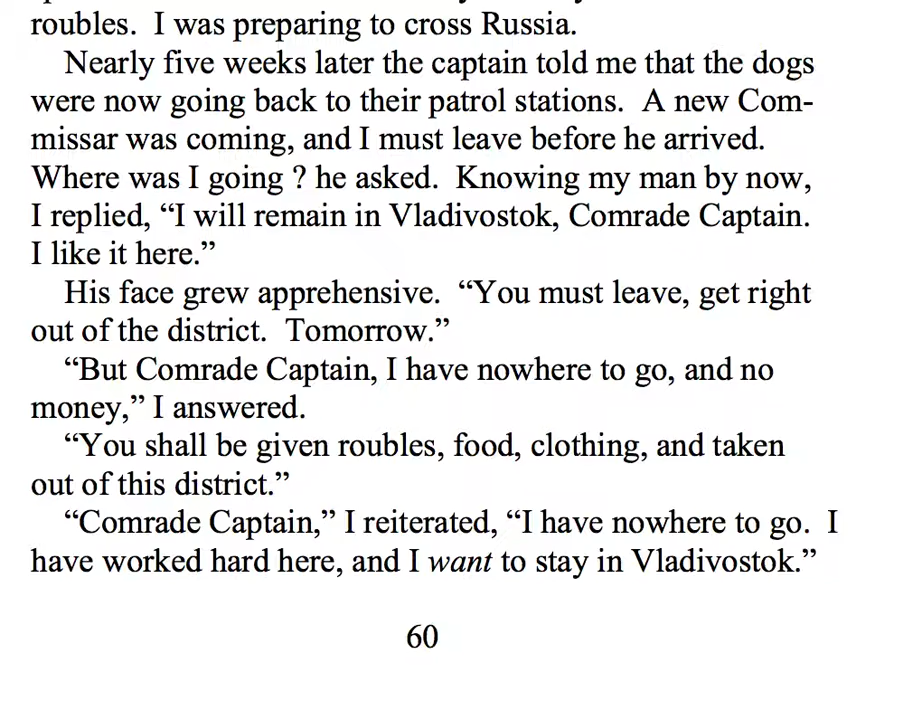 roubles. I was preparing to cross Russia.
Nearly five weeks later the captain told me that the dogs
were now going back to their patrol stations. A new Com-
missar was coming, and I must leave before he arrived.
Where was I going ? he asked. Knowing my man by now,
I replied, “I will remain in Vladivostok, Comrade Captain.
I like it here.”
His face grew apprehensive. “You must leave, get right
out of the district. Tomorrow.”
“But Comrade Captain, I have nowhere to go, and no
money,” I answered.
“You shall be given roubles, food, clothing, and taken
out of this district.”
“Comrade Captain,” I reiterated, “I have nowhere to go. I
have worked hard here, and I want to stay in Vladivostok.”
60